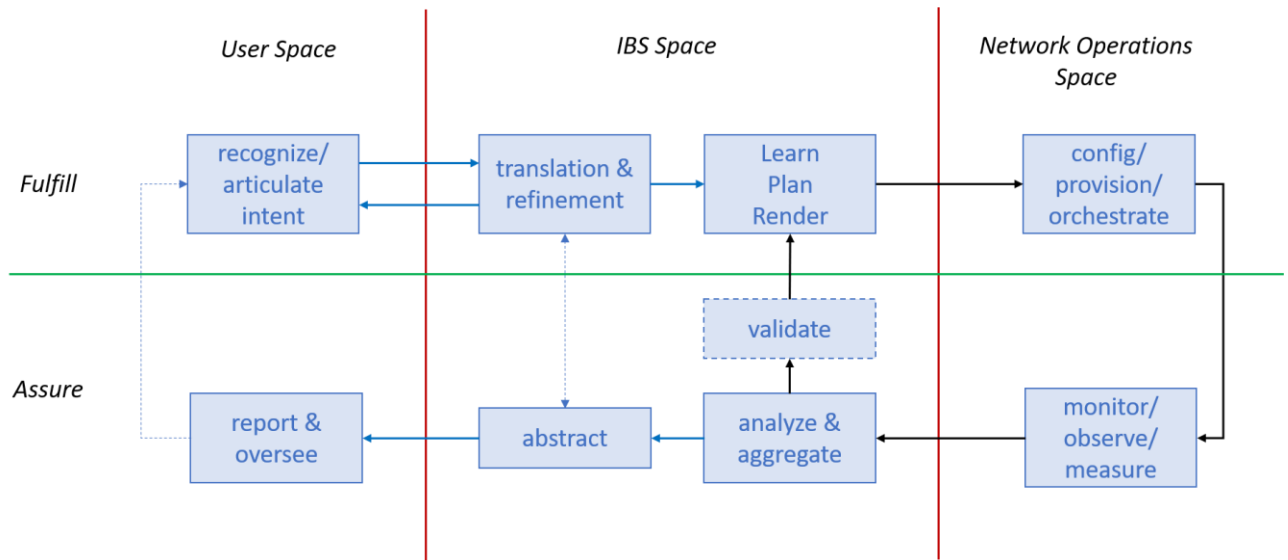 User Space
IBS Space
Network Operations
Space
Fulfill
recognize/
articulate
intent
translation &
refinement
Learn
Plan
Render
config/
provision/
orchestrate
validate
Assure
report &
oversee
abstract
analyze &
aggregate
monitor/
observe/
measure